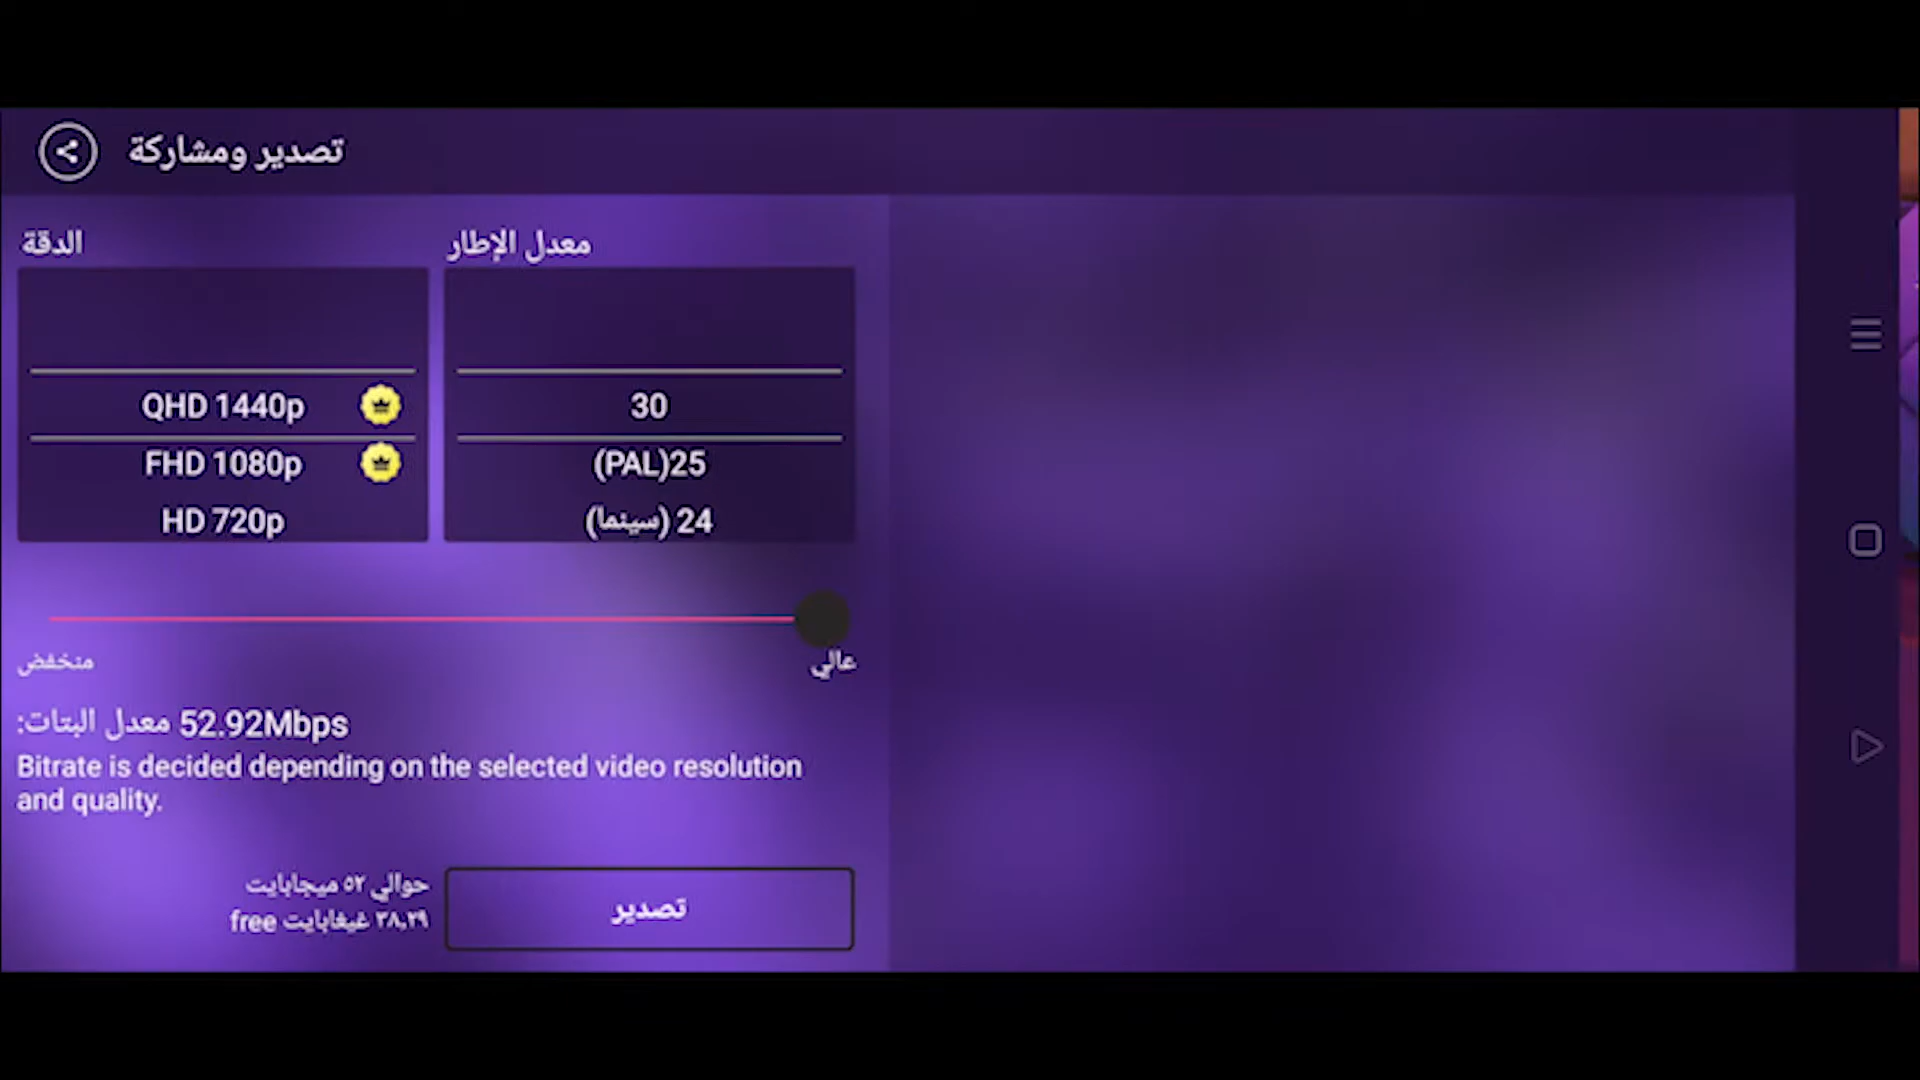 تصدير ومشاركة
الدقة
معدل الإطار
QHD 1440p
FHD 1080p
HD 720p
30
(PAL)25
24 (سينما)
منخفض
عالي
معدل البتات: 52.92Mbps
Bitrate is decided depending on the selected video resolution
and quality.
حوالي ٥٢ ميجابايت
٣٨,٢٩ غيغابايت free
تصدير